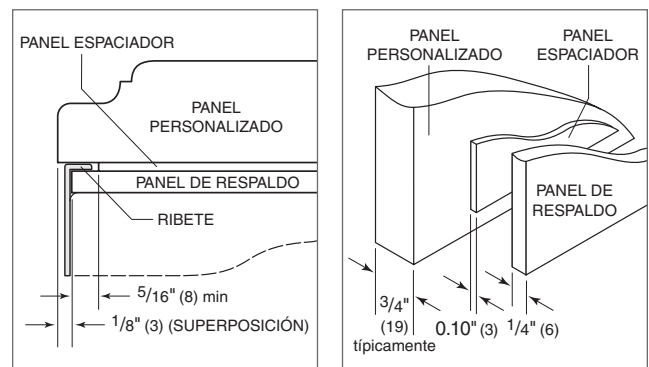 PANEL ESPACIADOR
PANEL
PERSONALIZADO
PANEL DE RESPALDO
RIBETE
5/16" (8) min
1/8" (3) (SUPERPOSICIÓN)
PANEL
PERSONALIZADO
PANEL
ESPACIADOR
PANEL DE
RESPALDO
3/4"
(19)
típicamente
0.10" (3)
1/4" (6)